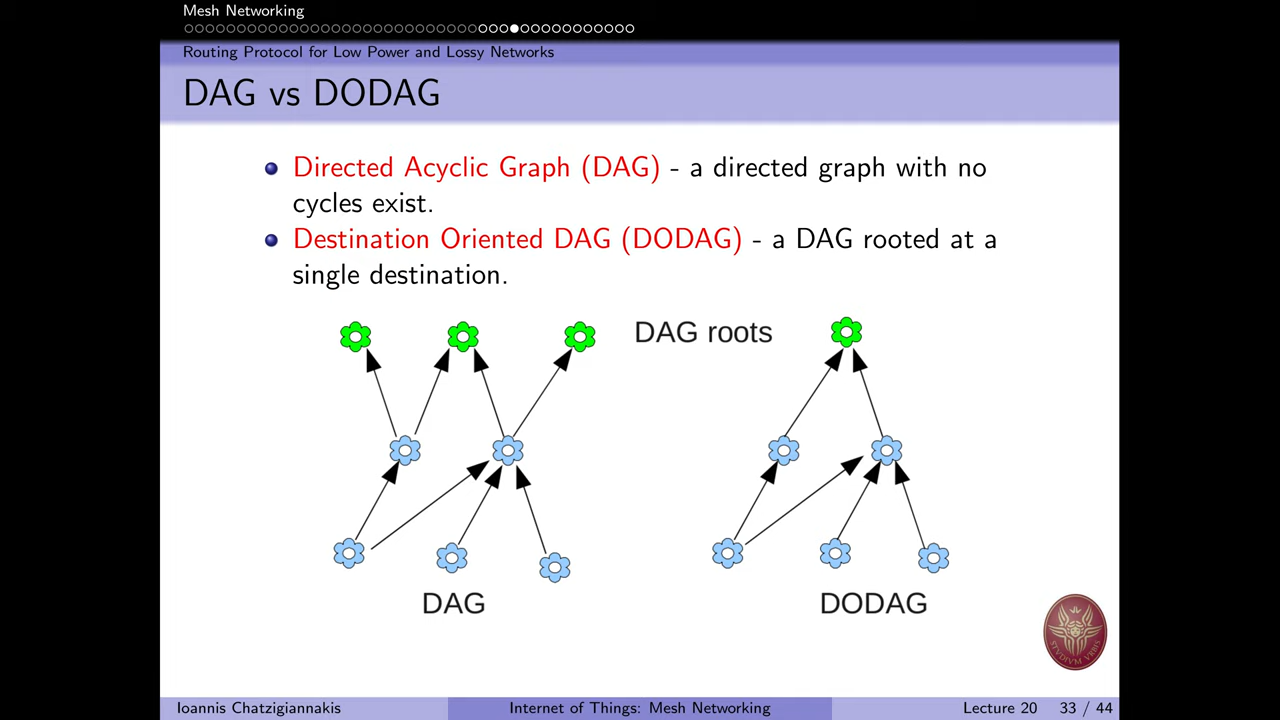 Mesh Networking
Routing Protocol for Low Power and Lossy Networks
DAG vs DODAG
Directed Acyclic Graph (DAG) - a directed graph with no
cycles exist.
Destination Oriented DAG (DODAG) - a DAG rooted at a
single destination.
DAG roots
DAG
DODAG
STVDIVM VRBIS
Ioannis Chatzigiannakis
Internet of Things: Mesh Networking
Lecture 20 33 / 44